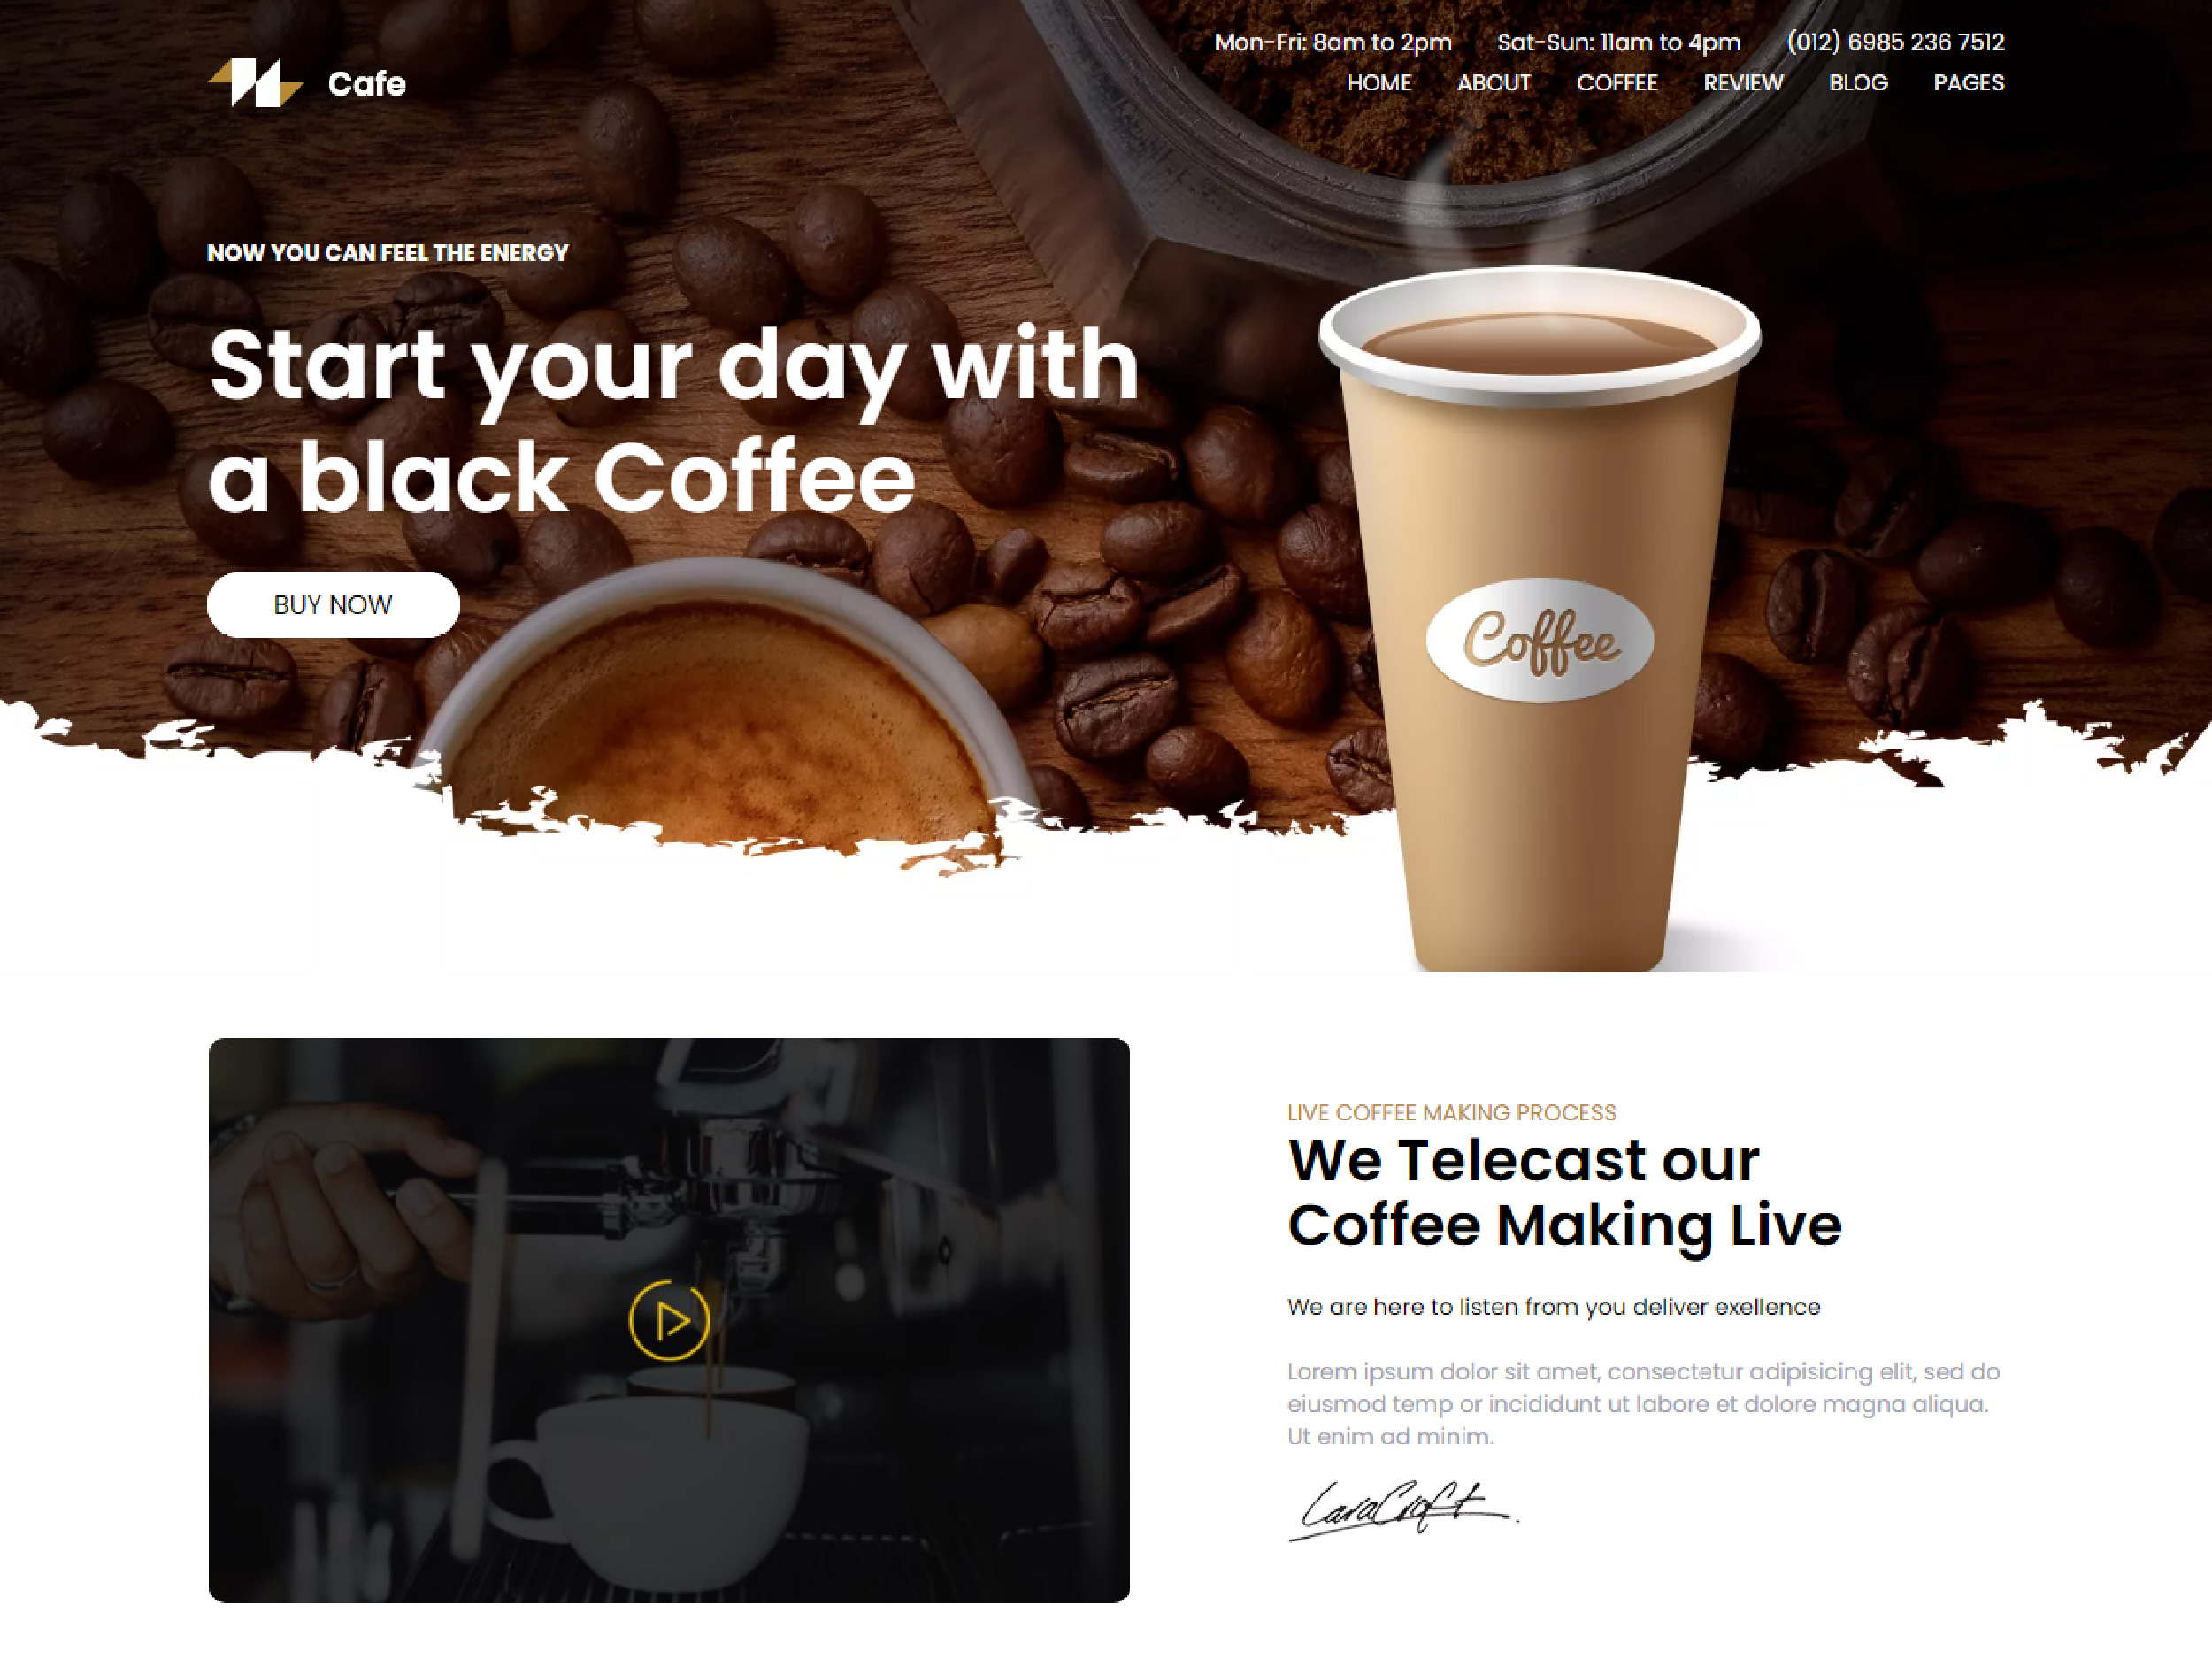 Mon-Fri: 8am to 2pm Sat-Sun: 11am to 4pm (012) 6985 236 7512
Cafe
HOME ABOUT COFFEE REVIEW BLOG PAGES
NOW YOU CAN FEEL THE ENERGY
Start your day with
a black Coffee
BUY NOW
Coffee
LIVE COFFEE MAKING PROCESS
We Telecast our
Coffee Making Live
We are here to listen from you deliver exellence
Lorem ipsum dolor sit amet, consectetur adipisicing elit, sed do
eiusmod temp or incididunt ut labore et dolore magna aliqua.
Ut enim ad minim.
LaraCroft